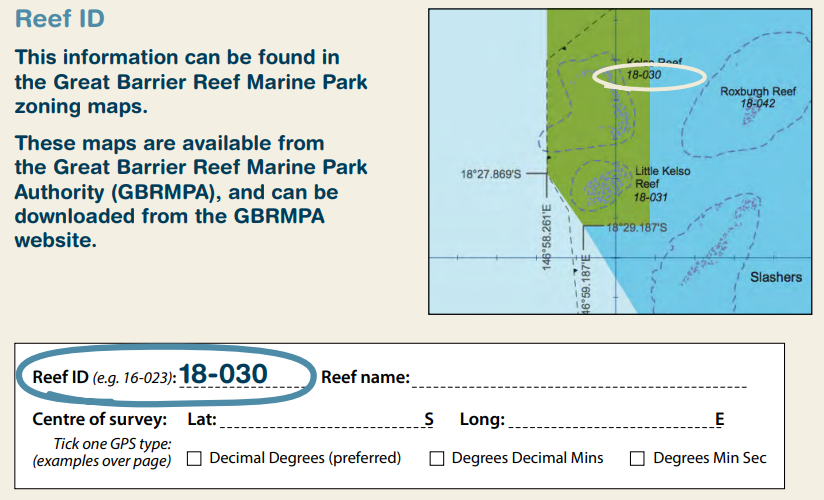 Reef ID
This information can be found in
the Great Barrier Reef Marine Park
zoning maps.
These maps are available from
the Great Barrier Reef Marine Park
Authority (GBRMPA), and can be
downloaded from the GBRMPA
website.
Kelso Reef
18-030
Roxburgh Reef
18-042
18°27.869'S
Little Kelso
Reef
18-031
146°58.261'E
18°29.187'S
46°59.187'E
Slashers
Reef ID (e.g. 16-023): 18-030 Reef name:
Centre of survey: Lat: S Long: E
Tick one GPS type:
(examples over page)
Decimal Degrees (preferred) Degrees Decimal Mins Degrees Min Sec